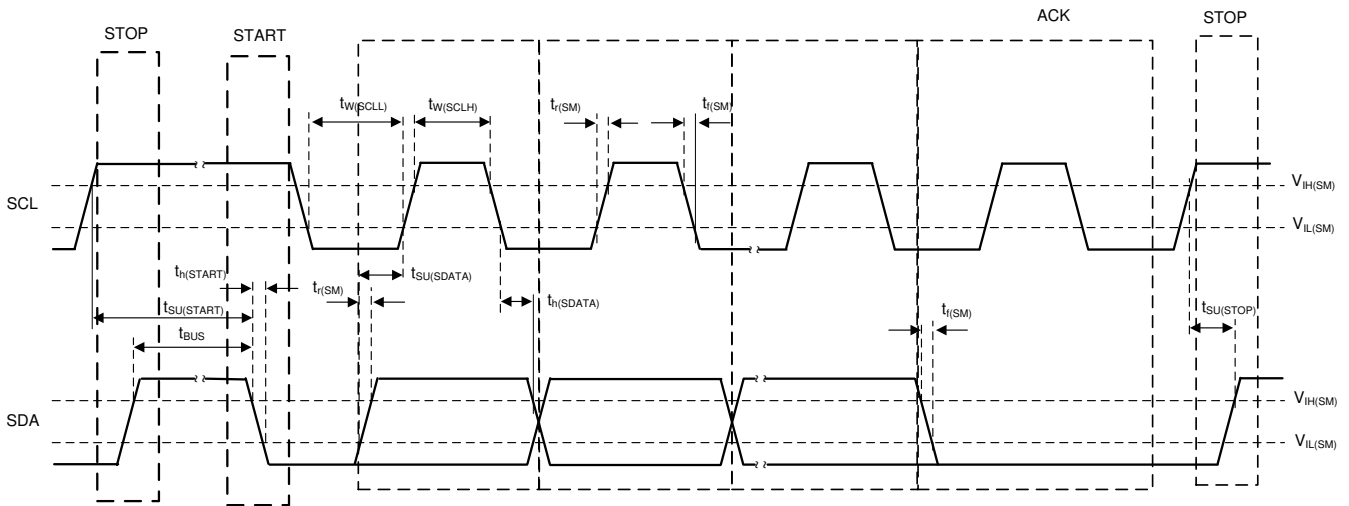 ACK
STOP START STOP
tW(SCLL) tW(SCLH) tr(SM) tf(SM)
VIH(SM)
SCL
VIL(SM)
th(START) tr(SM) tSU(SDATA) th(SDATA)
tSU(START) tf(SM) tSU(STOP)
tBUS
VIH(SM)
SDA
VIL(SM)